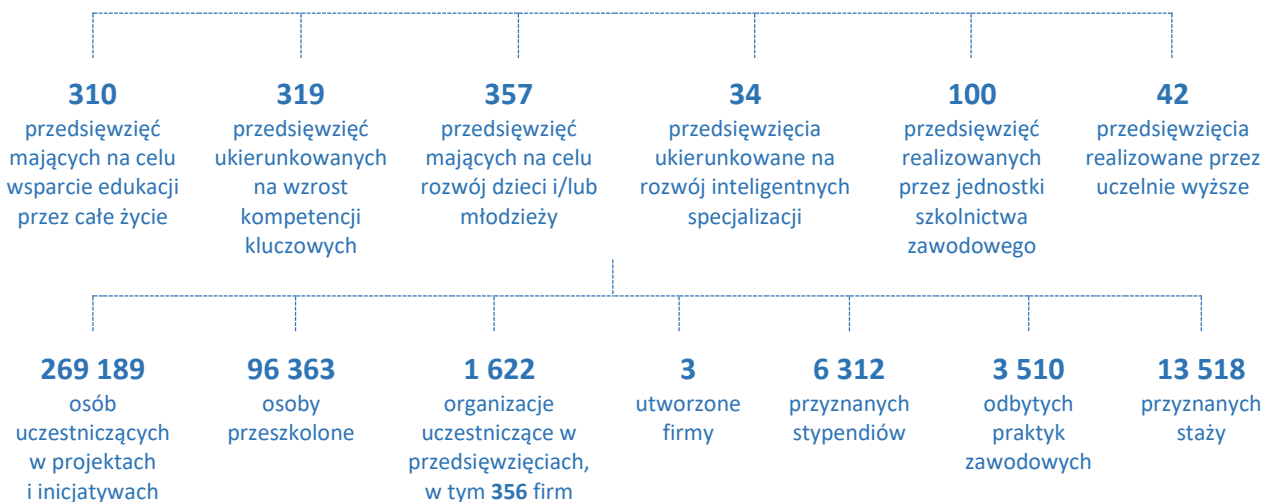 310
przedsięwzięć
mających na celu
wsparcie edukacji
przez całe życie
319
przedsięwzięć
ukierunkowanych
na wzrost
kompetencji
kluczowych
357
przedsięwzięć
mających na celu
rozwój dzieci i/lub
młodzieży
34
przedsięwzięcia
ukierunkowane na
rozwój inteligentnych
specjalizacji
100
przedsięwzięć
realizowanych
przez jednostki
szkolnictwa
zawodowego
42
przedsięwzięcia
realizowane przez
uczelnie wyższe
269 189
osób
uczestniczących
w projektach
i inicjatywach
96 363
osoby
przeszkolone
1 622
organizacje
uczestniczące w
przedsięwzięciach,
w tym 356 firm
3
utworzone
firmy
6 312
przyznanych
stypendiów
3 510
odbytych
praktyk
zawodowych
13 518
przyznanych
staży